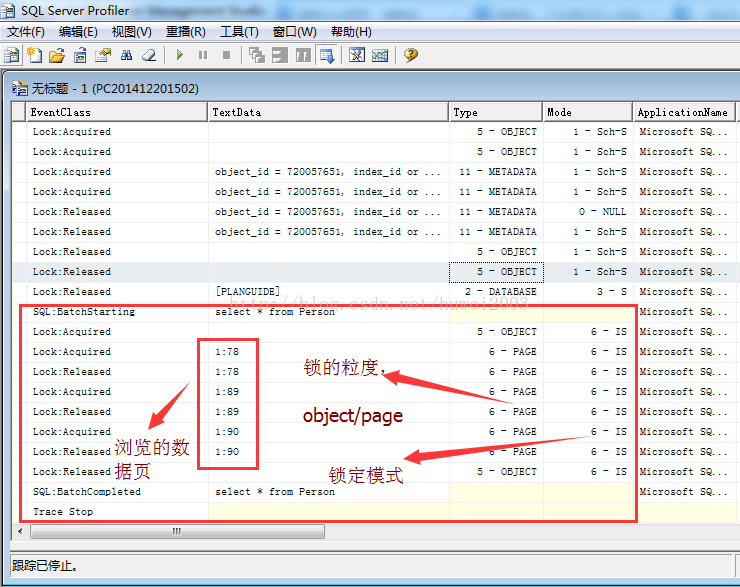 SQL Server Profiler
文件(F) 编辑(E) 视图(V) 重播(R) 工具(T) 窗口(W) 帮助(H)
无标题 - 1 (PC201412201502)
EventClass TextData Type Mode ApplicationName
Lock:Acquired 5 - OBJECT 1 - Sch-S Microsoft SQ...
Lock:Acquired 5 - OBJECT 1 - Sch-S Microsoft SQ...
Lock:Acquired object_id = 720057651, index_id or ... 11 - METADATA 1 - Sch-S Microsoft SQ...
Lock:Acquired object_id = 720057651, index_id or ... 11 - METADATA 1 - Sch-S Microsoft SQ...
Lock:Released object_id = 720057651, index_id or ... 11 - METADATA 0 - NULL Microsoft SQ...
Lock:Released object_id = 720057651, index_id or ... 11 - METADATA 1 - Sch-S Microsoft SQ...
Lock:Released 5 - OBJECT 1 - Sch-S Microsoft SQ...
Lock:Released 5 - OBJECT 1 - Sch-S Microsoft SQ...
Lock:Released [PLANGUIDE] 2 - DATABASE 3 - S Microsoft SQ...
http://blog.csdn.net/huwei2003
SQL:BatchStarting select * from Person Microsoft SQ...
Lock:Acquired 5 - OBJECT 6 - IS Microsoft SQ...
Lock:Acquired 1:78 6 - PAGE 6 - IS Microsoft SQ...
Lock:Released 1:78 6 - PAGE 6 - IS Microsoft SQ...
锁的粒度,
Lock:Acquired 1:89 6 - PAGE 6 - IS Microsoft SQ...
Lock:Released 1:89 6 - PAGE 6 - IS Microsoft SQ...
object/page
Lock:Acquired 1:90 6 - PAGE 6 - IS Microsoft SQ...
Lock:Released 1:90 6 - PAGE 6 - IS Microsoft SQ...
浏览的数
据页
锁定模式
Lock:Released 5 - OBJECT 6 - IS Microsoft SQ...
SQL:BatchCompleted select * from Person Microsoft SQ...
Trace Stop
跟踪已停止。